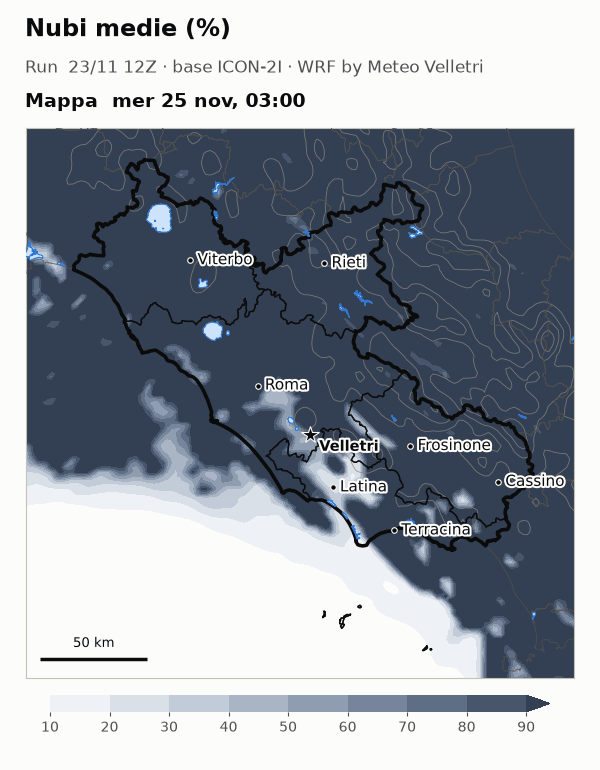 Nubi medie (%)
Run 23/11 12Z · base ICON-2I · WRF by Meteo Velletri
Mappa mer 25 nov, 03:00
Viterbo
Rieti
Roma
Velletri
Frosinone
Cassino
Latina
Terracina
50 km
10 20 30 40 50 60 70 80 90